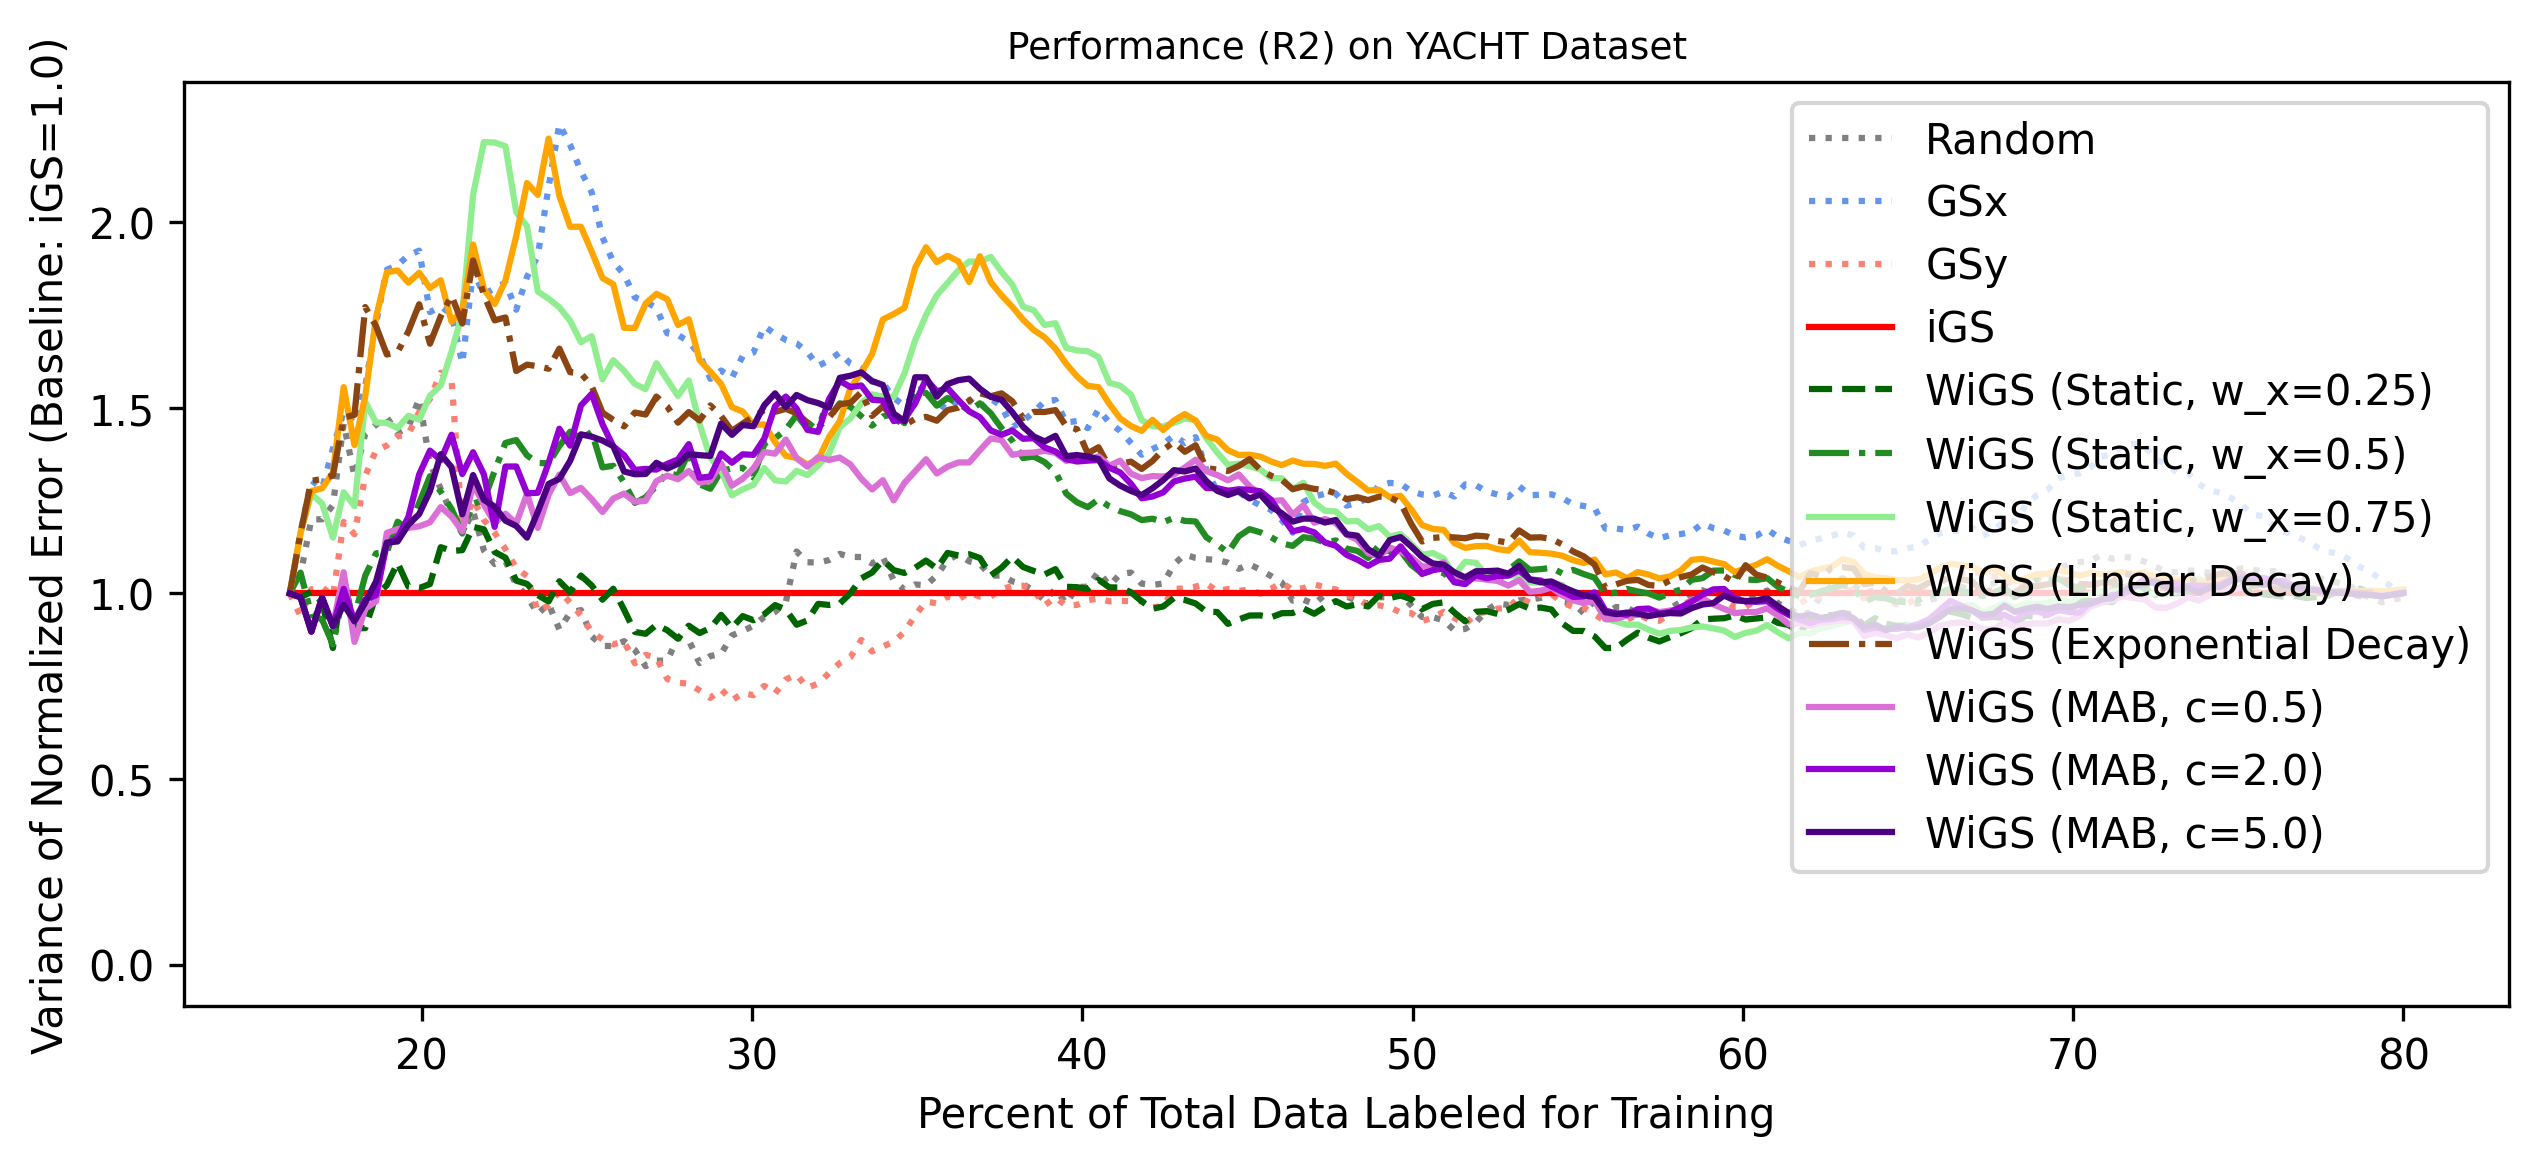 Performance (R2) on YACHT Dataset
Variance of Normalized Error (Baseline: iGS=1.0)
2.0
1.5
1.0
0.5
0.0
20 30 40 50 60 70 80
Percent of Total Data Labeled for Training
Random
GSx
GSy
iGS
WiGS (Static, w_x=0.25)
WiGS (Static, w_x=0.5)
WiGS (Static, w_x=0.75)
WiGS (Linear Decay)
WiGS (Exponential Decay)
WiGS (MAB, c=0.5)
WiGS (MAB, c=2.0)
WiGS (MAB, c=5.0)